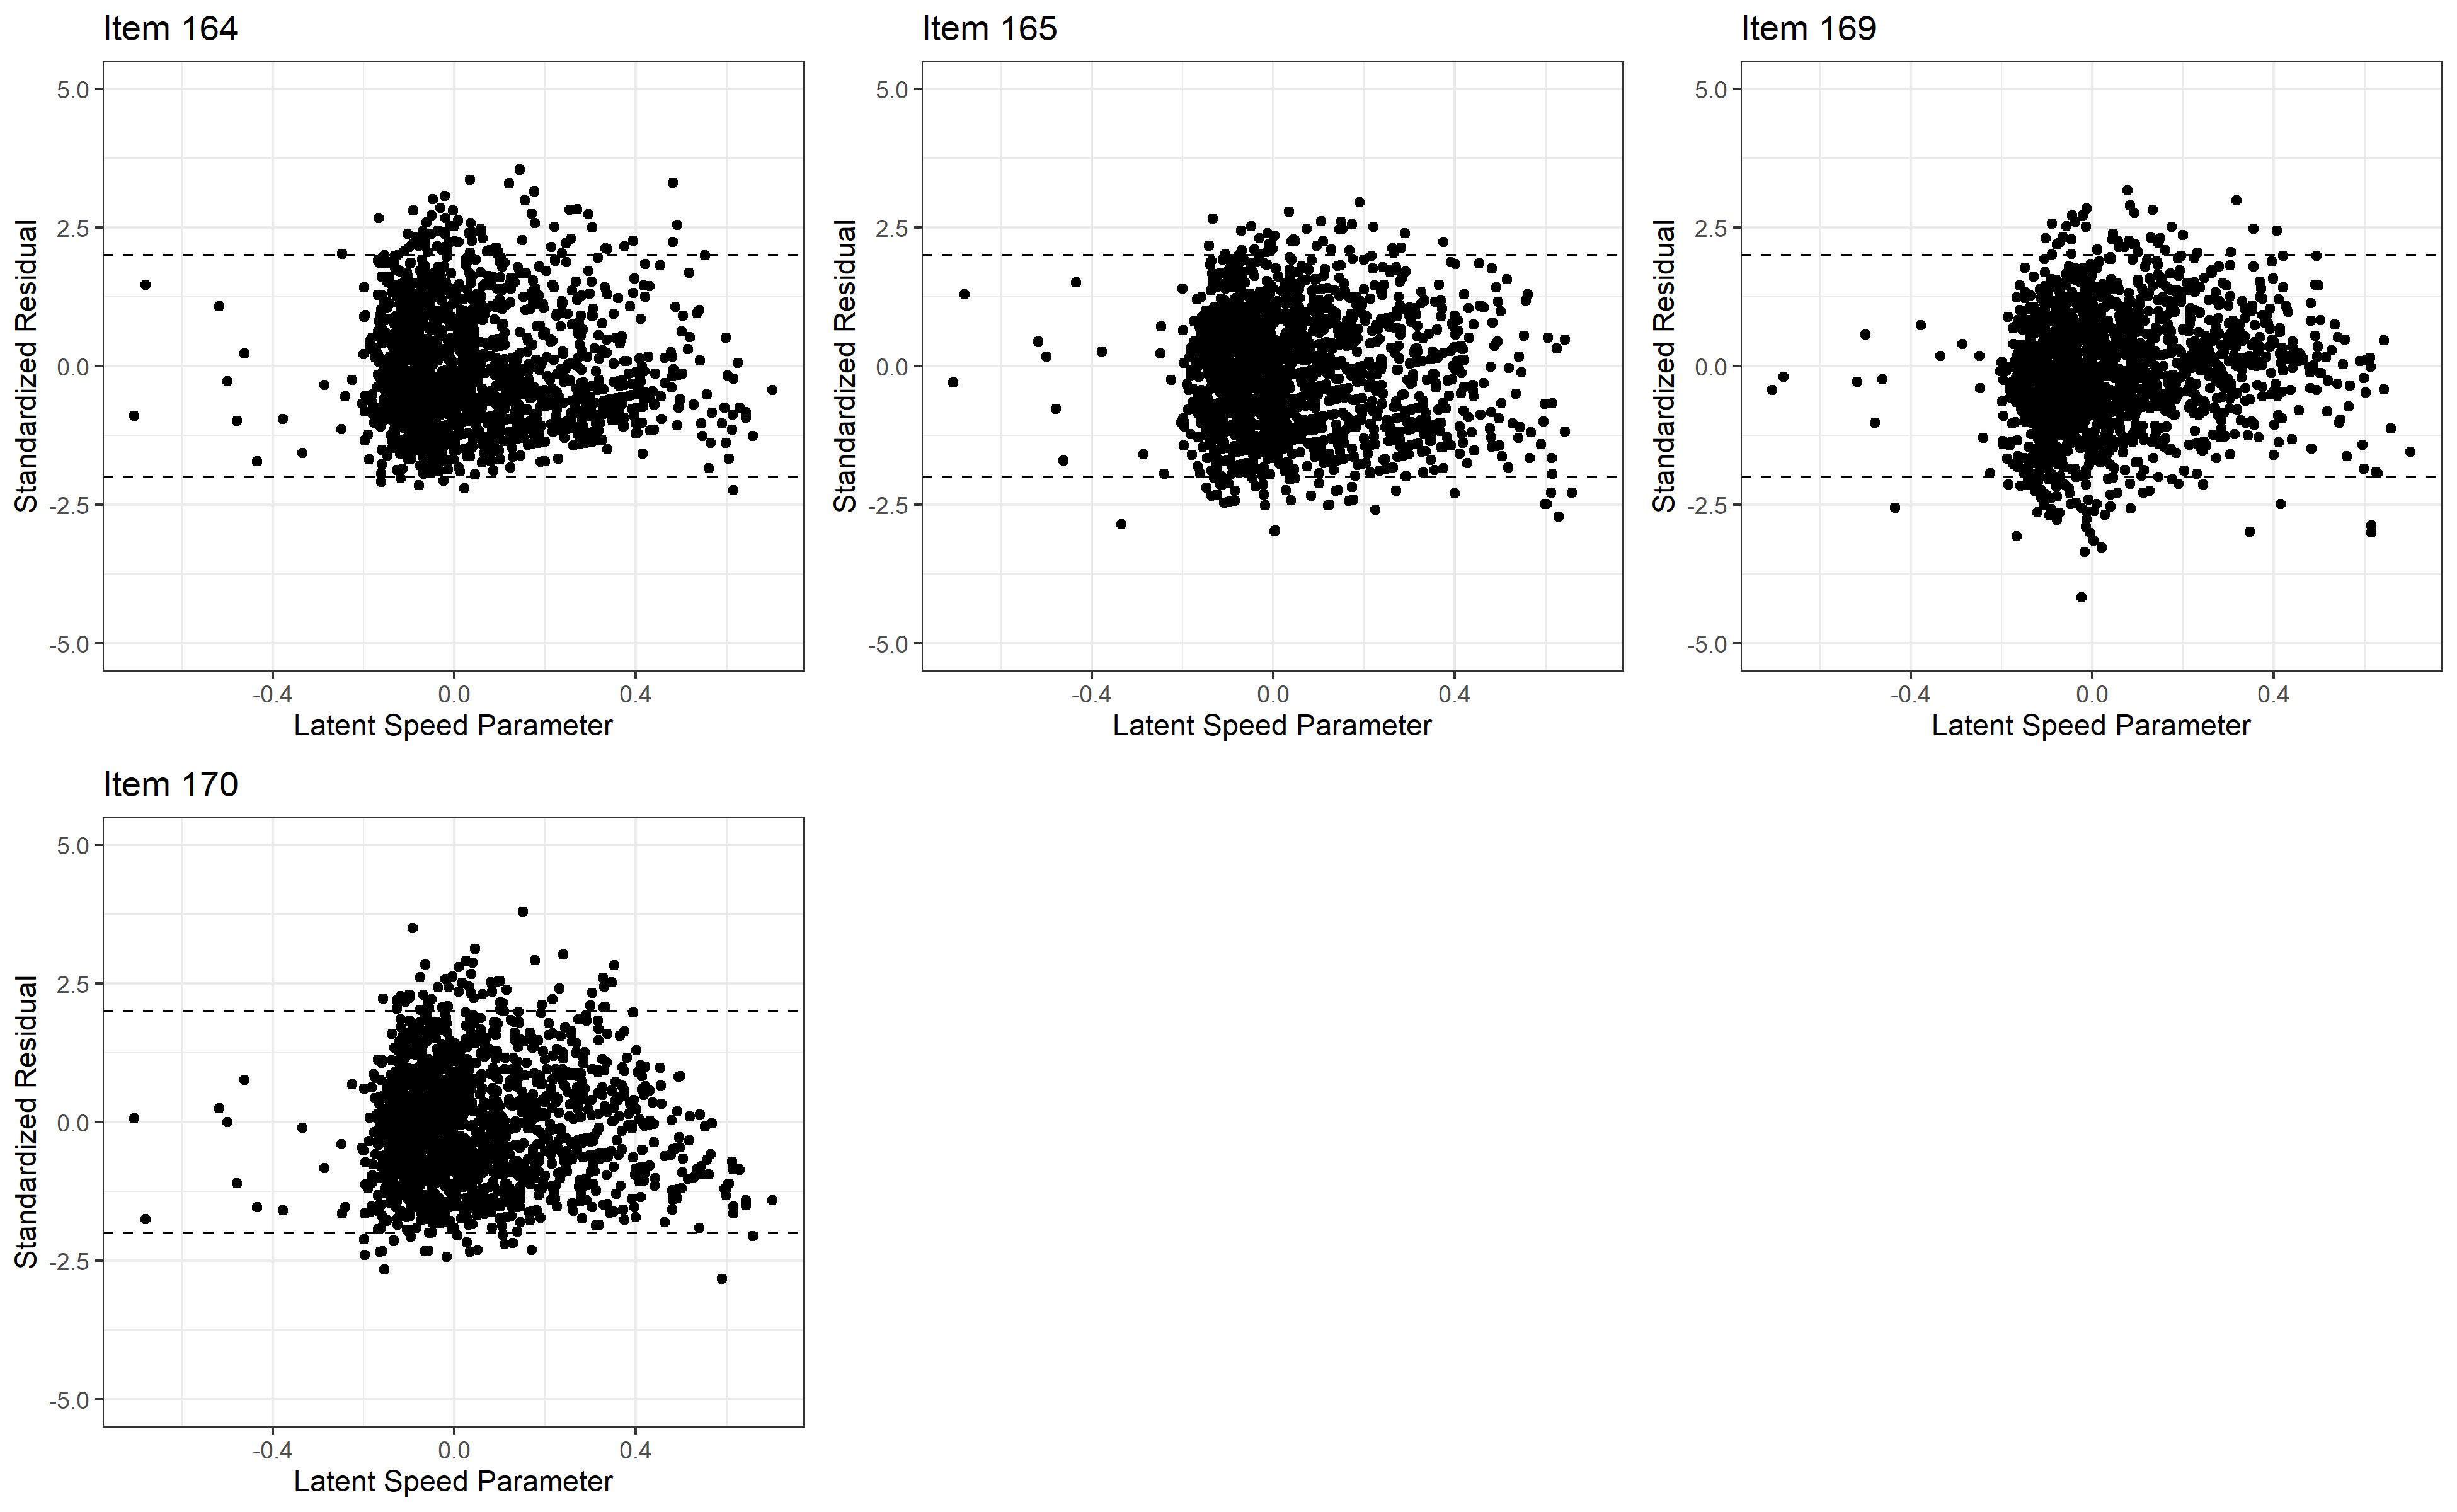 Item 164
5.0
2.5
0.0
-2.5
-5.0
Standardized Residual
-0.4 0.0 0.4
Latent Speed Parameter
Item 165
5.0
2.5
0.0
-2.5
-5.0
Standardized Residual
-0.4 0.0 0.4
Latent Speed Parameter
Item 169
5.0
2.5
0.0
-2.5
-5.0
Standardized Residual
-0.4 0.0 0.4
Latent Speed Parameter
Item 170
5.0
2.5
0.0
-2.5
-5.0
Standardized Residual
-0.4 0.0 0.4
Latent Speed Parameter